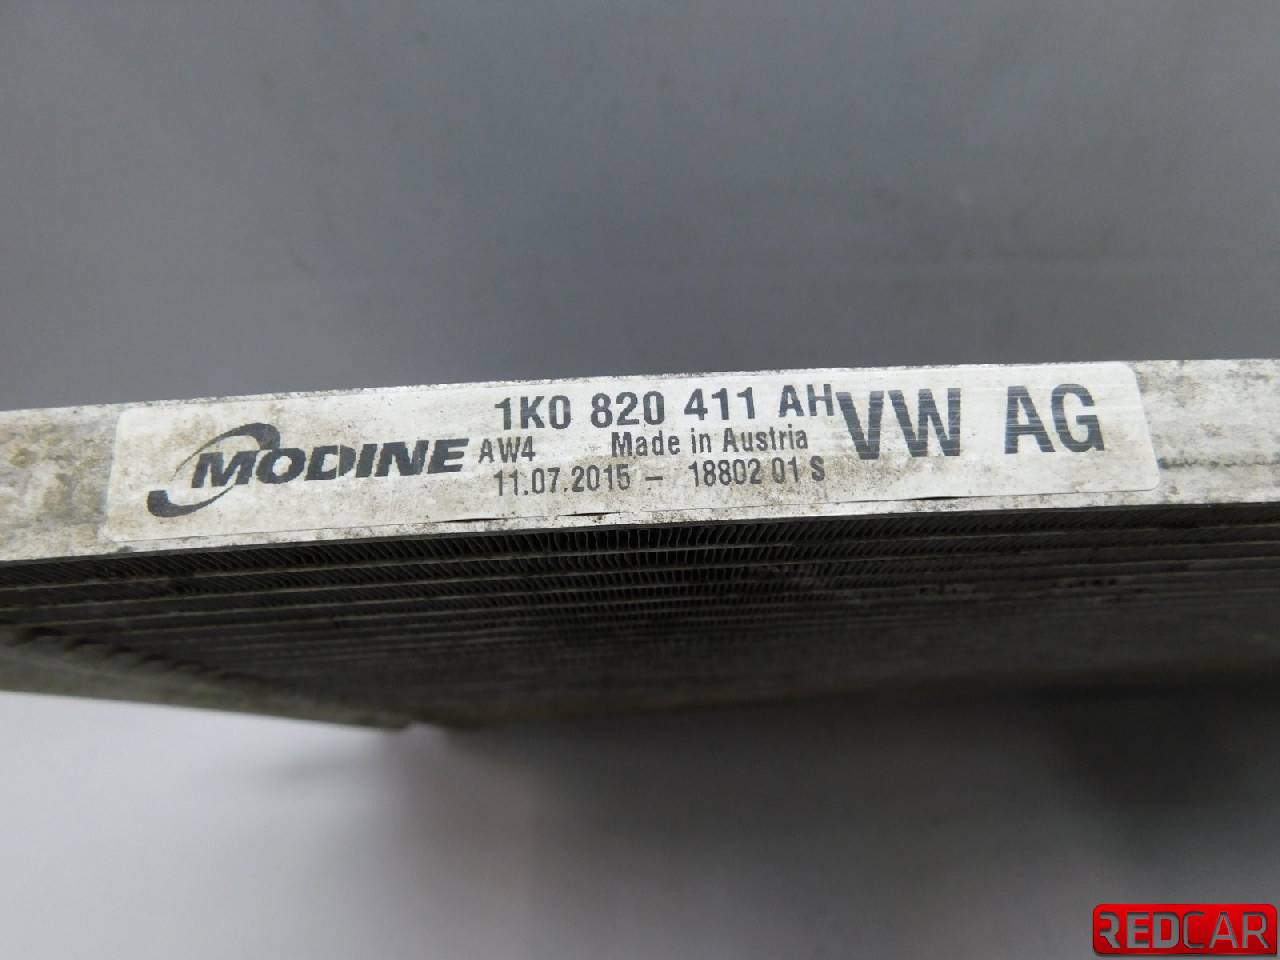 MODINE
1K0 820 411 AH
AW4 Made in Austria
11.07.2015 – 18802 01 S
VW AG
REDCAR